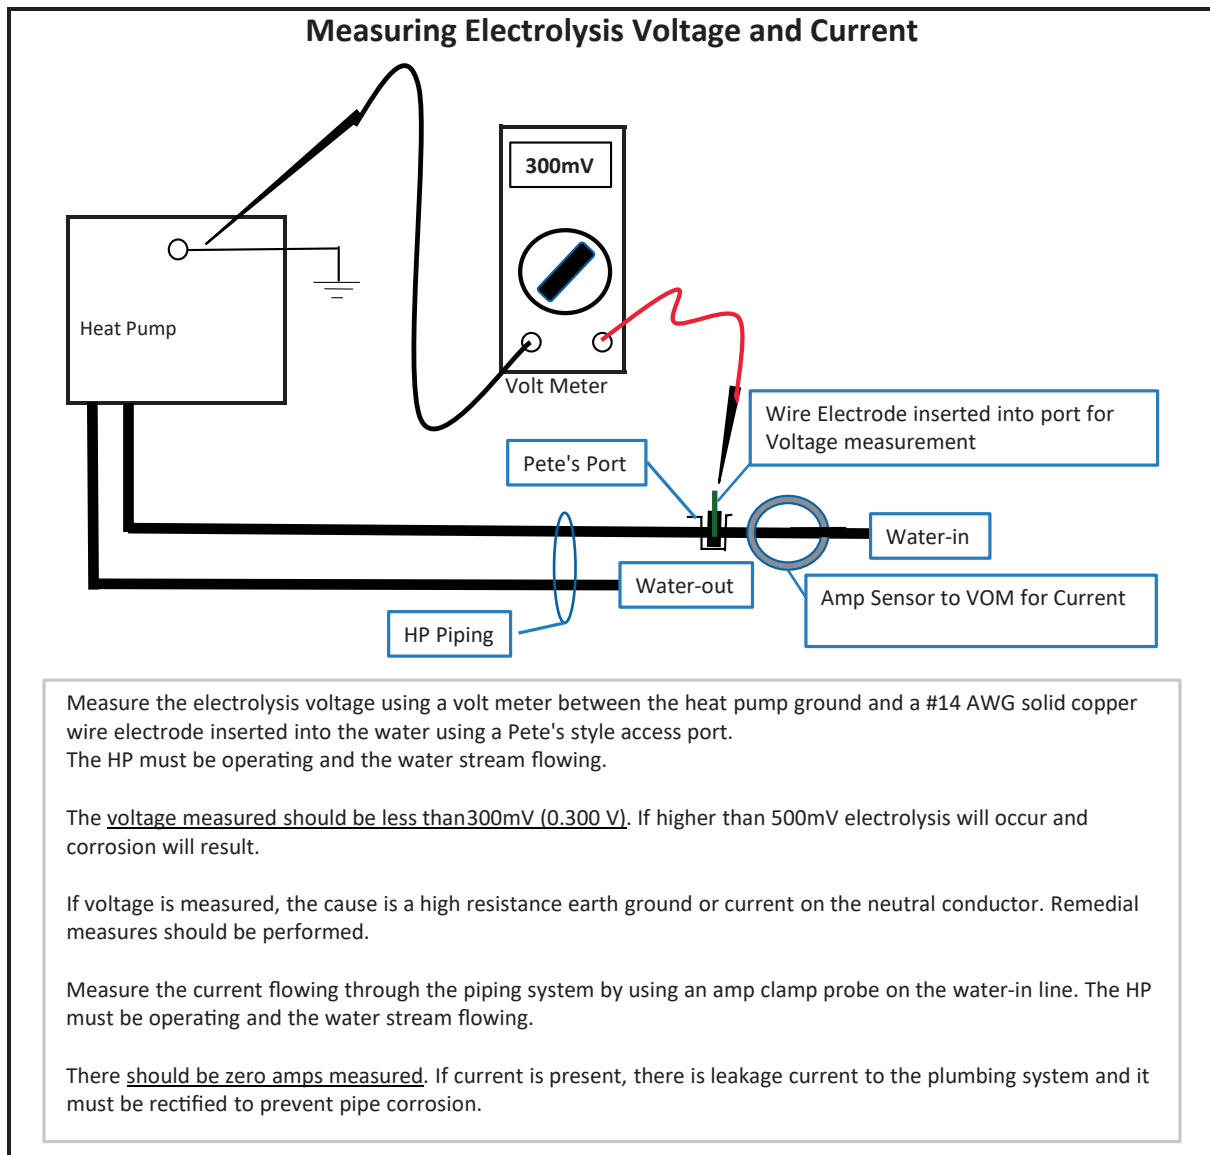 Measuring Electrolysis Voltage and Current
300mV
Heat Pump
Volt Meter
Wire Electrode inserted into port for
Voltage measurement
Pete's Port
Water-in
Water-out
Amp Sensor to VOM for Current
HP Piping
Measure the electrolysis voltage using a volt meter between the heat pump ground and a #14 AWG solid copper
wire electrode inserted into the water using a Pete's style access port.
The HP must be operating and the water stream flowing.
The voltage measured should be less than300mV (0.300 V). If higher than 500mV electrolysis will occur and
corrosion will result.
If voltage is measured, the cause is a high resistance earth ground or current on the neutral conductor. Remedial
measures should be performed.
Measure the current flowing through the piping system by using an amp clamp probe on the water-in line. The HP
must be operating and the water stream flowing.
There should be zero amps measured. If current is present, there is leakage current to the plumbing system and it
must be rectified to prevent pipe corrosion.